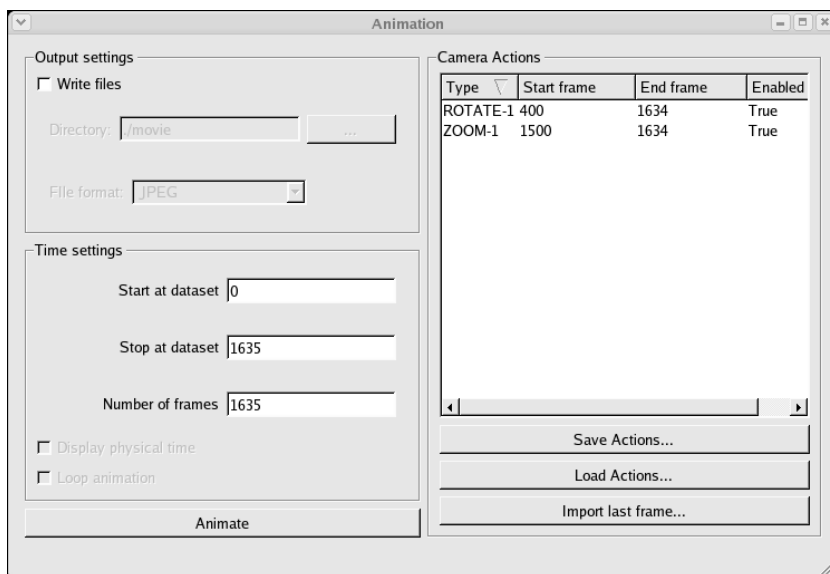 Animation
Output settings
Write files
Directory: ./movie ...
FIle format: JPEG
Time settings
Start at dataset 0
Stop at dataset 1635
Number of frames 1635
Display physical time
Loop animation
Animate
Camera Actions
Type Start frame End frame Enabled
ROTATE-1 400 1634 True
ZOOM-1 1500 1634 True
Save Actions...
Load Actions...
Import last frame...